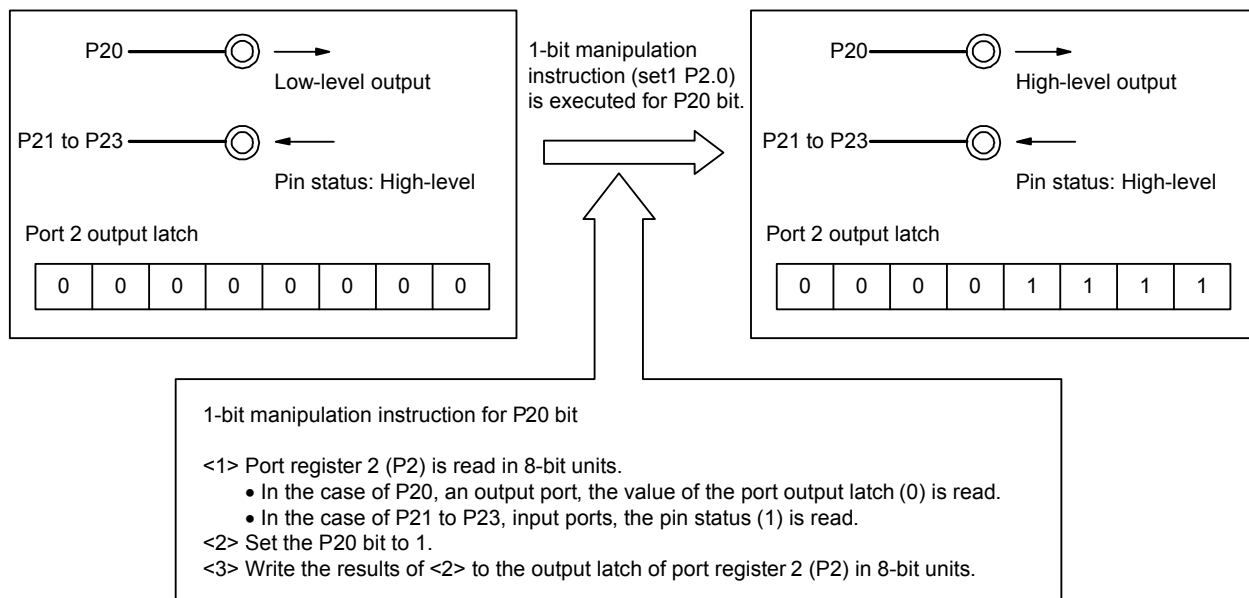 P20
Low-level output
P21 to P23
Pin status: High-level
Port 2 output latch
0 0 0 0 0 0 0 0
1-bit manipulation
instruction (set1 P2.0)
is executed for P20 bit.
P20
High-level output
P21 to P23
Pin status: High-level
Port 2 output latch
0 0 0 0 1 1 1 1
1-bit manipulation instruction for P20 bit
<1> Port register 2 (P2) is read in 8-bit units.
• In the case of P20, an output port, the value of the port output latch (0) is read.
• In the case of P21 to P23, input ports, the pin status (1) is read.
<2> Set the P20 bit to 1.
<3> Write the results of <2> to the output latch of port register 2 (P2) in 8-bit units.